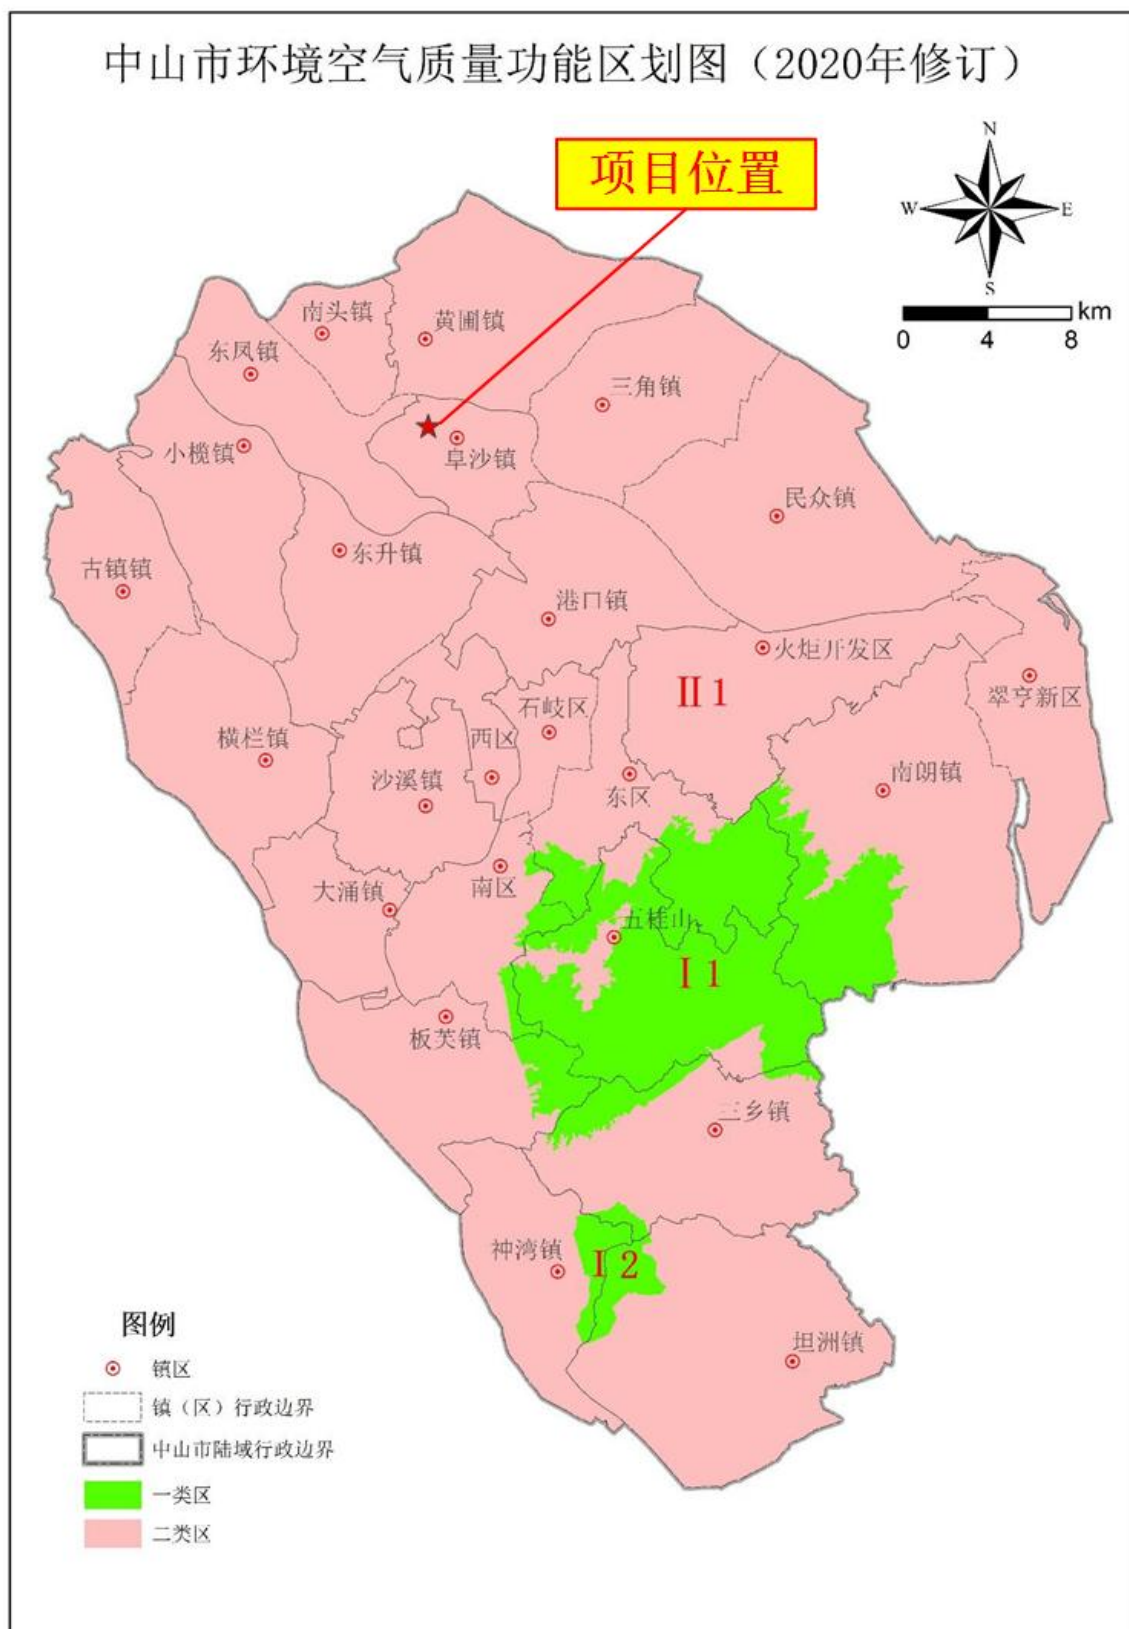 中山市环境空气质量功能区划图（2020年修订）
项目位置
N
W
E
S
km
0 4 8
南头镇
黄圃镇
东凤镇
三角镇
小榄镇
阜沙镇
民众镇
东升镇
古镇镇
港口镇
火炬开发区
翠亨新区
II 1
石岐区
横栏镇
西区
沙溪镇
东区
南朗镇
南区
大涌镇
五桂山
I 1
板芙镇
三乡镇
神湾镇
I 2
坦洲镇
图例
镇区
镇（区）行政边界
中山市陆域行政边界
一类区
二类区